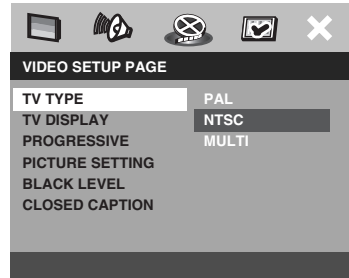 VIDEO SETUP PAGE
TV TYPE PAL
TV DISPLAY NTSC
PROGRESSIVE MULTI
PICTURE SETTING
BLACK LEVEL
CLOSED CAPTION